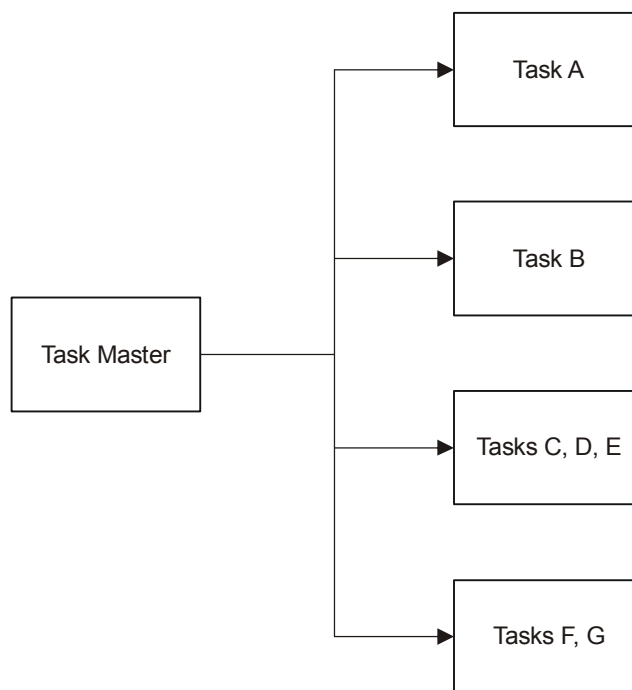 Task A
Task B
Task Master
Tasks C, D, E
Tasks F, G